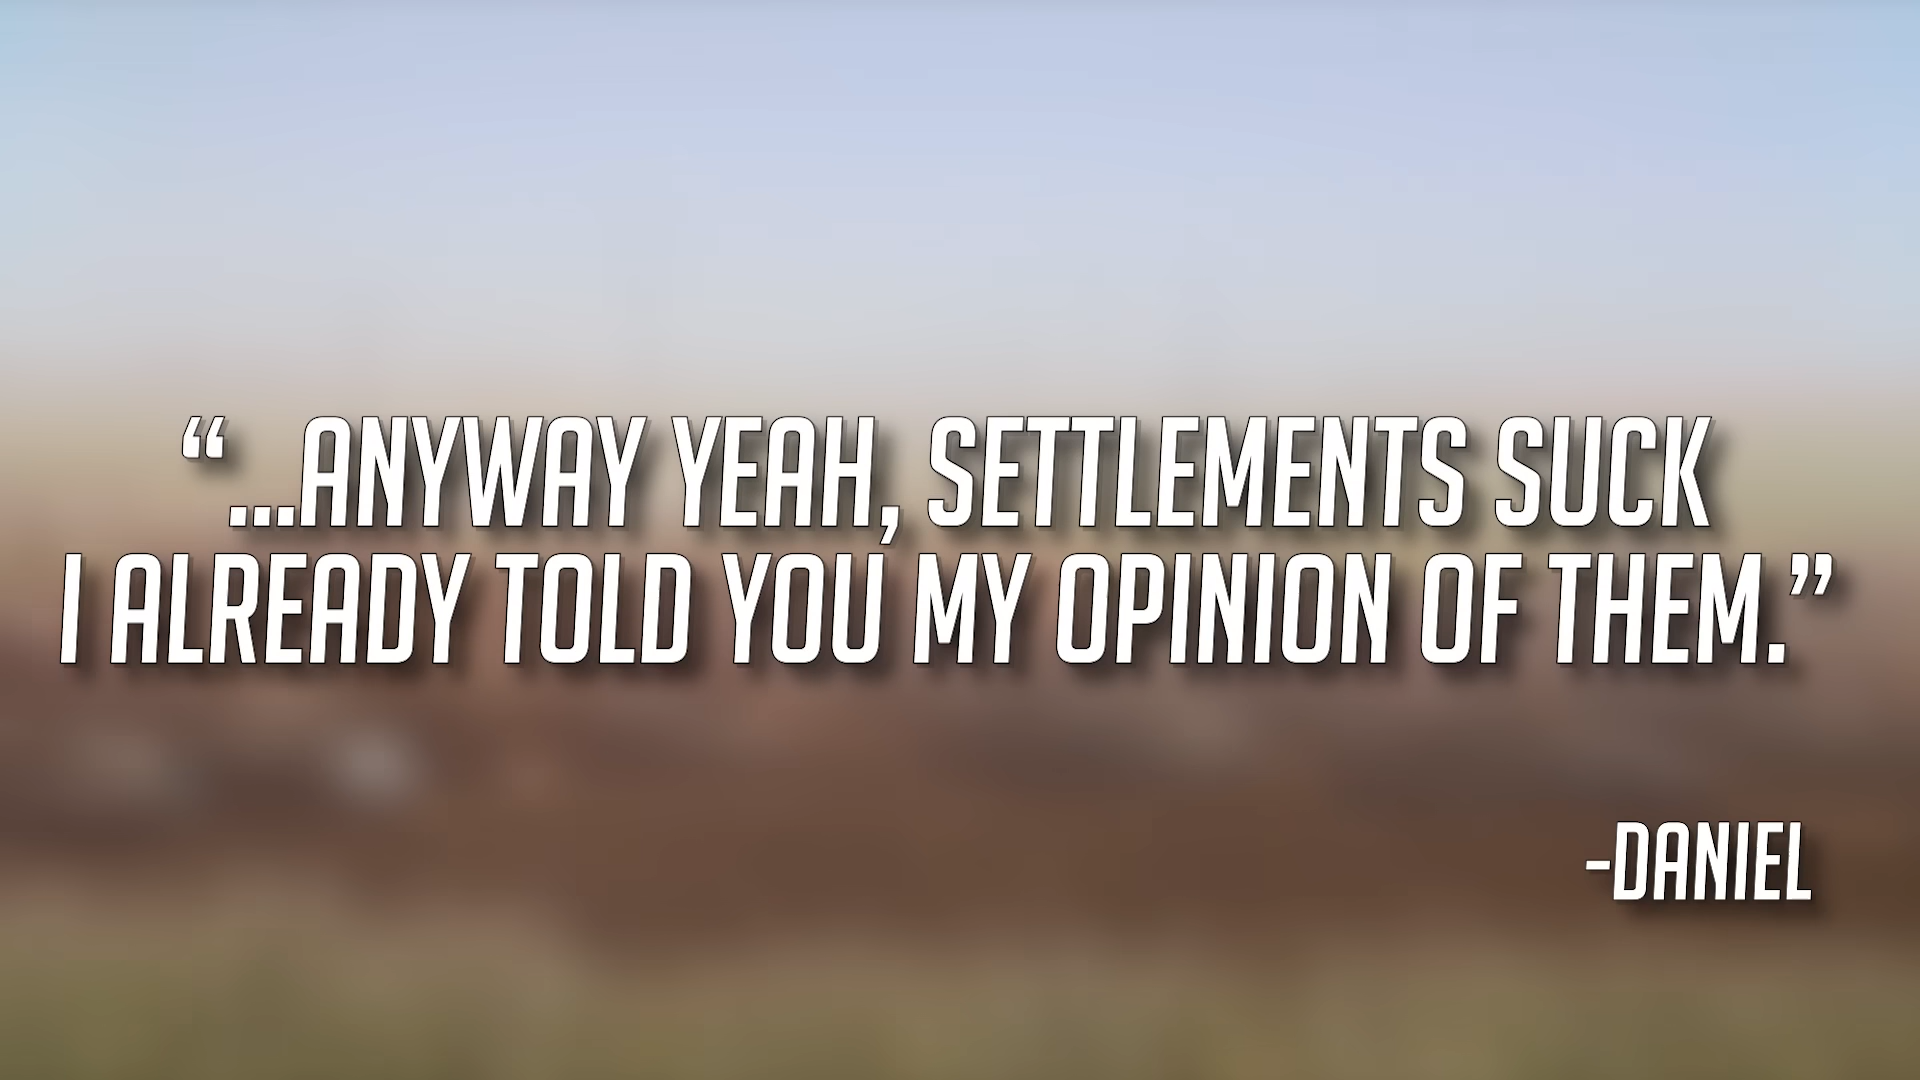 “...ANYWAY YEAH, SETTLEMENTS SUCK
I ALREADY TOLD YOU MY OPINION OF THEM.”
-DANIEL